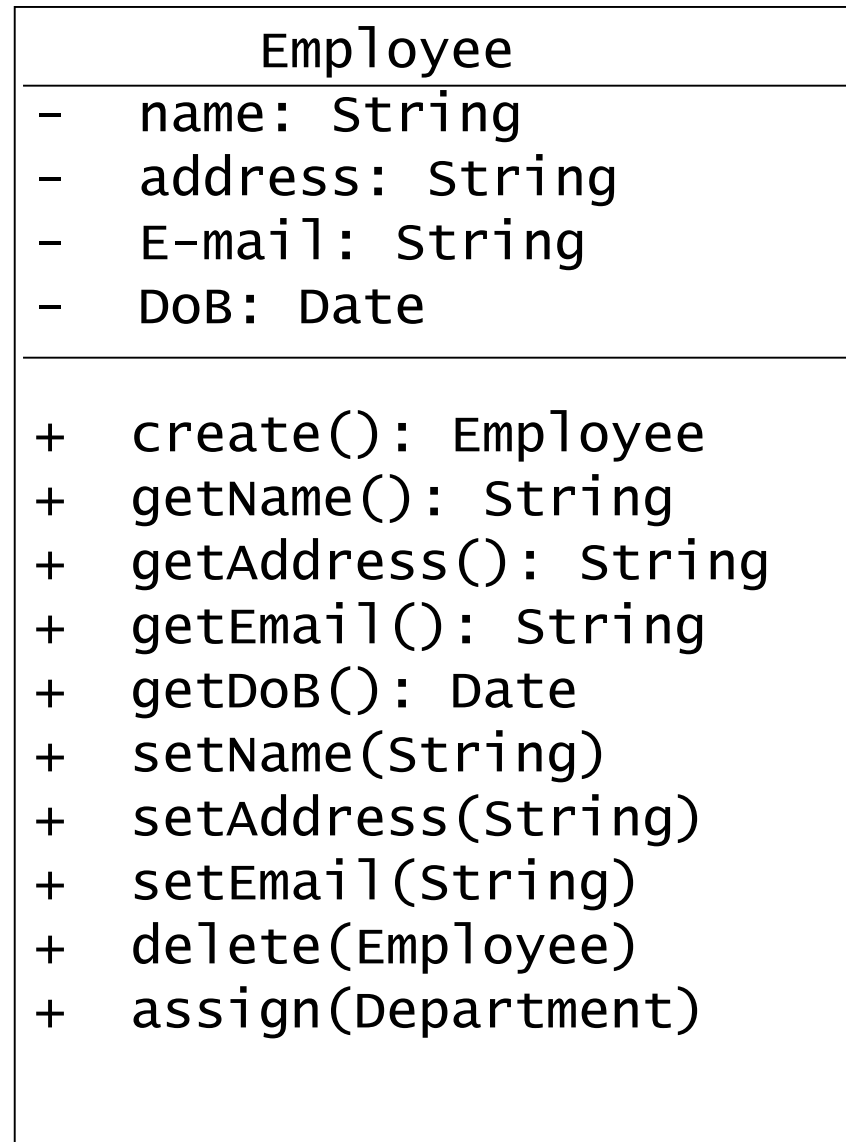 Employee
- name: String
- address: String
- E-mail: String
- DoB: Date
+ create(): Employee
+ getName(): String
+ getAddress(): String
+ getEmail(): String
+ getDoB(): Date
+ setName(String)
+ setAddress(String)
+ setEmail(String)
+ delete(Employee)
+ assign(Department)